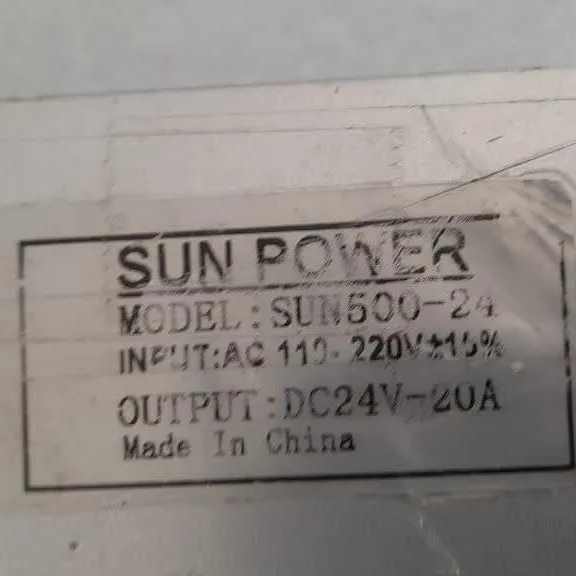 SUN POWER
MODEL:SUN500-24
INPUT:AC 110-220V±15%
OUTPUT:DC24V-20A
Made In China